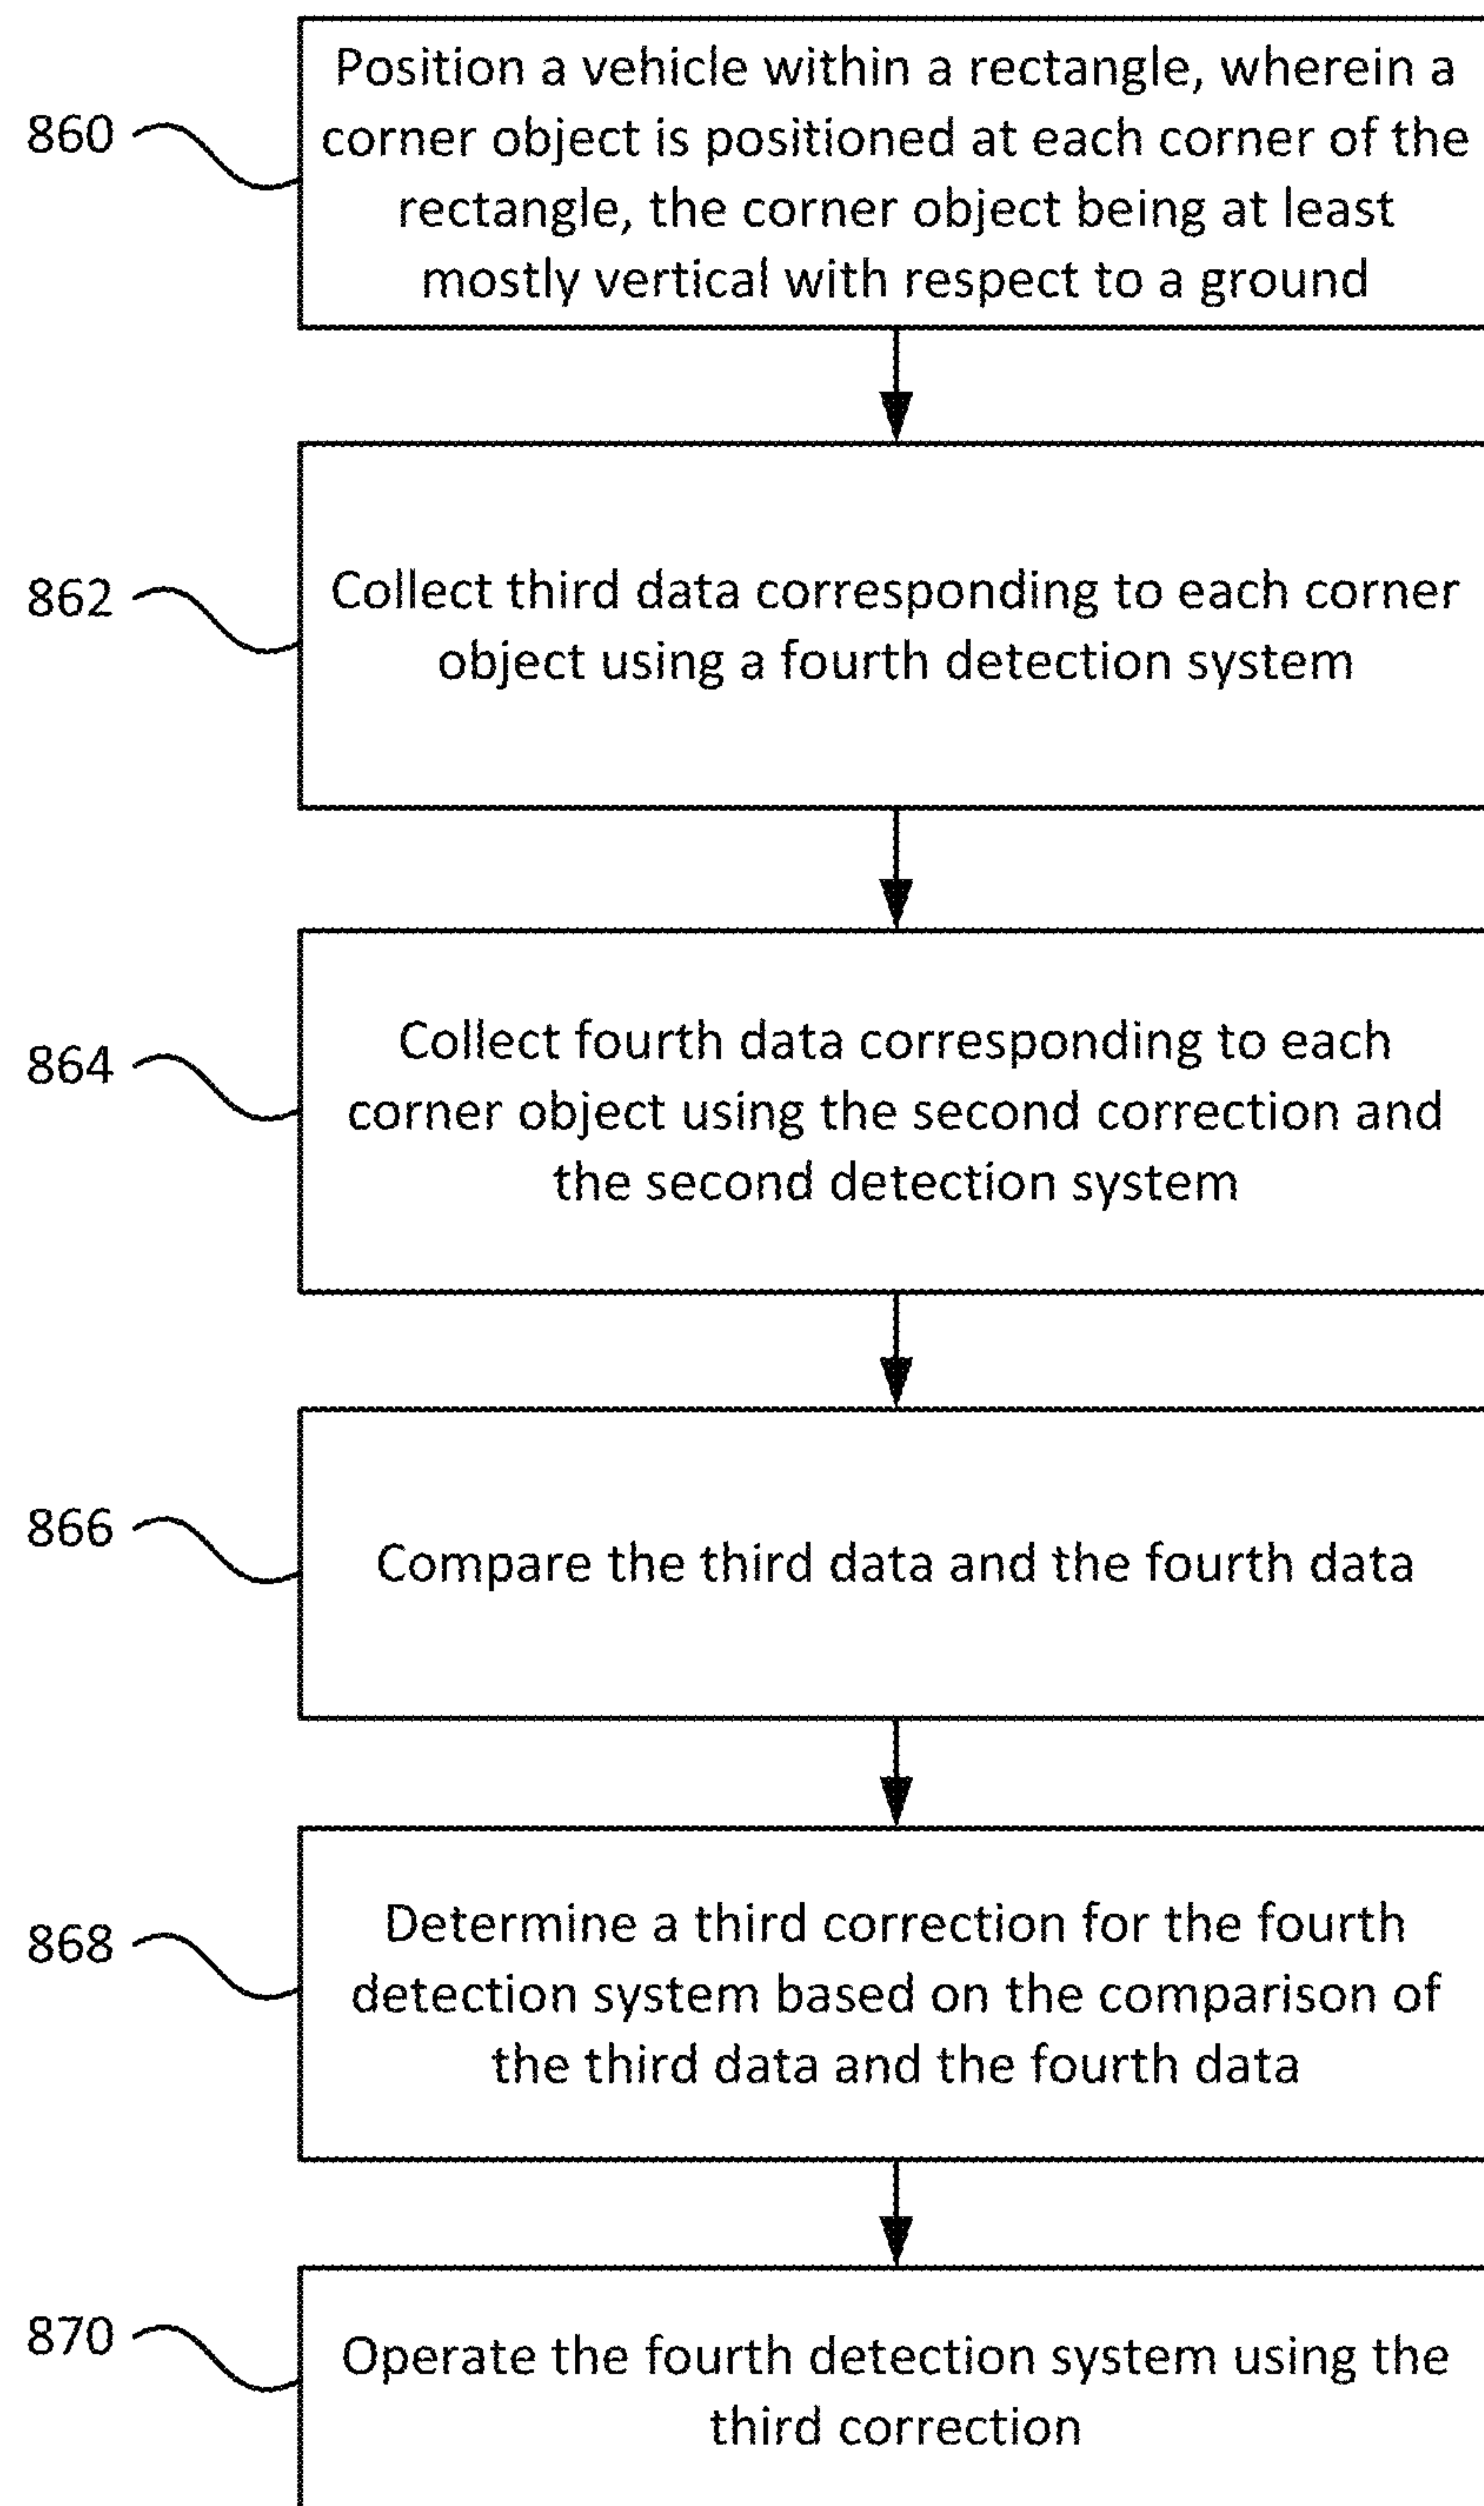 860
Position a vehicle within a rectangle, wherein a
corner object is positioned at each corner of the
rectangle, the corner object being at least
mostly vertical with respect to a ground
862
Collect third data corresponding to each corner
object using a fourth detection system
864
Collect fourth data corresponding to each
corner object using the second correction and
the second detection system
866
Compare the third data and the fourth data
868
Determine a third correction for the fourth
detection system based on the comparison of
the third data and the fourth data
870
Operate the fourth detection system using the
third correction